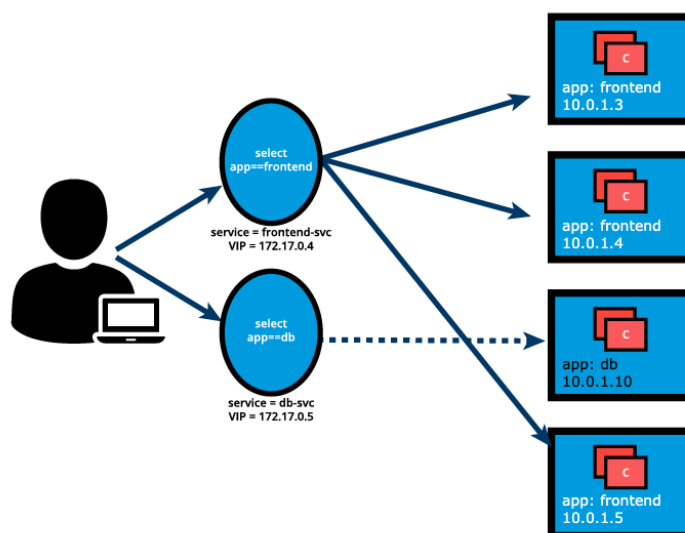 select
app==frontend
service = frontend-svc
VIP = 172.17.0.4
select
app==db
service = db-svc
VIP = 172.17.0.5
C
app: frontend
10.0.1.3
C
app: frontend
10.0.1.4
C
app: db
10.0.1.10
C
app: frontend
10.0.1.5